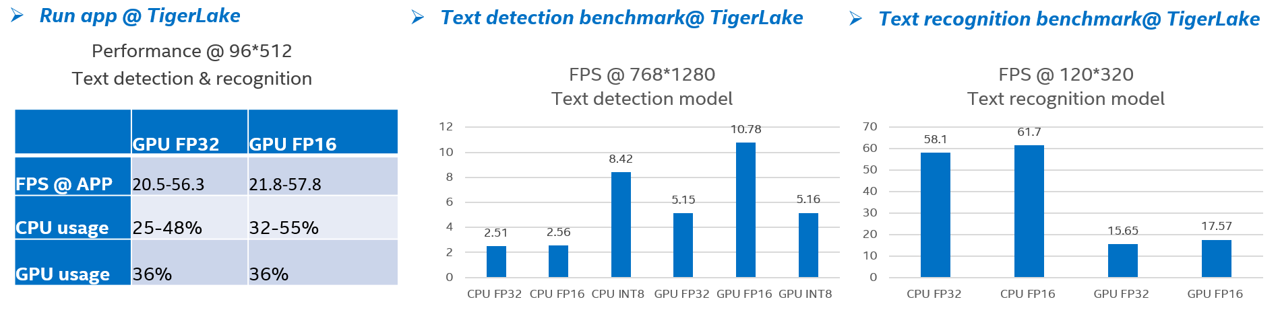 ➢ Run app @ TigerLake
Performance @ 96*512
Text detection & recognition
GPU FP32 GPU FP16
FPS @ APP 20.5-56.3 21.8-57.8
CPU usage 25-48% 32-55%
GPU usage 36% 36%
➢ Text detection benchmark@ TigerLake
FPS @ 768*1280
Text detection model
12
10
8
6
4
2
0
2.51 2.56 8.42 5.15 10.78 5.16
CPU FP32 CPU FP16 CPU INT8 GPU FP32 GPU FP16 GPU INT8
➢ Text recognition benchmark@ TigerLake
FPS @ 120*320
Text recognition model
70
60
50
40
30
20
10
0
58.1 61.7 15.65 17.57
CPU FP32 CPU FP16 GPU FP32 GPU FP16